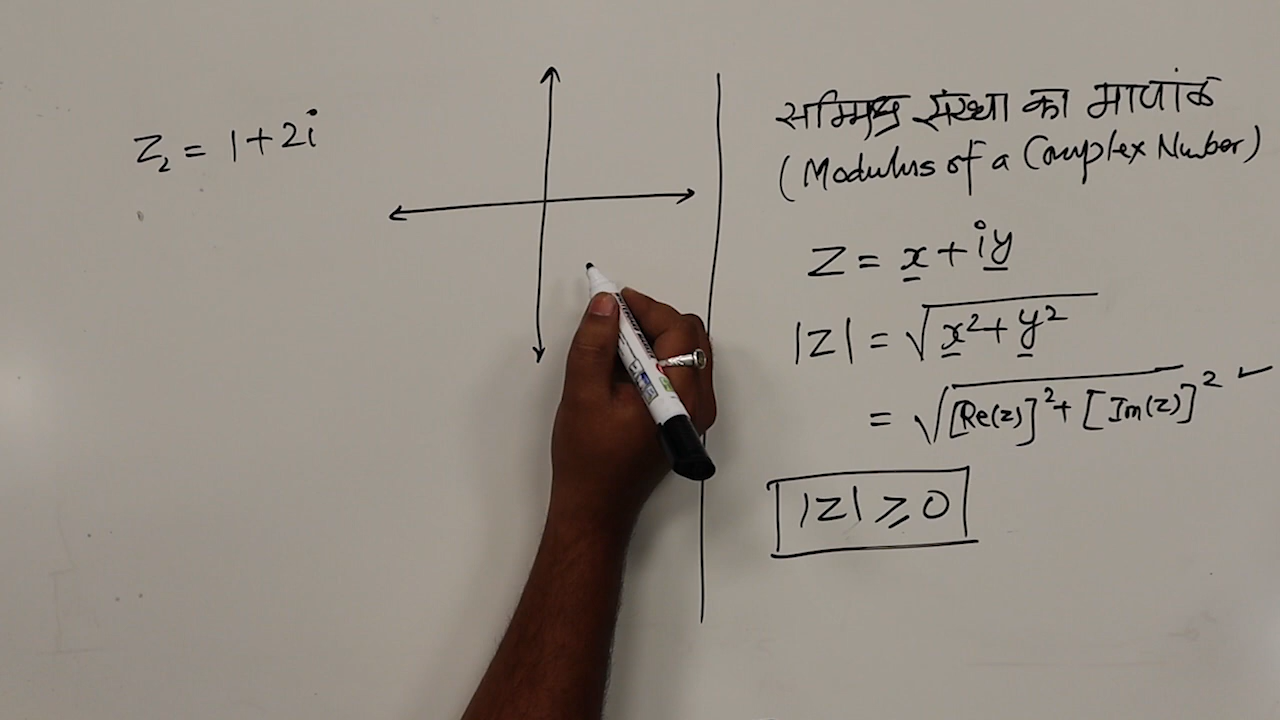 Z₂ = 1+2i
सम्मिश्र संख्या का मापांक
(Modulus of a Complex Number)
Z = x + iy
|Z| = √x² + y²
= √[Re(z)]² + [Im(z)]² ✓
|Z| ⩾ 0